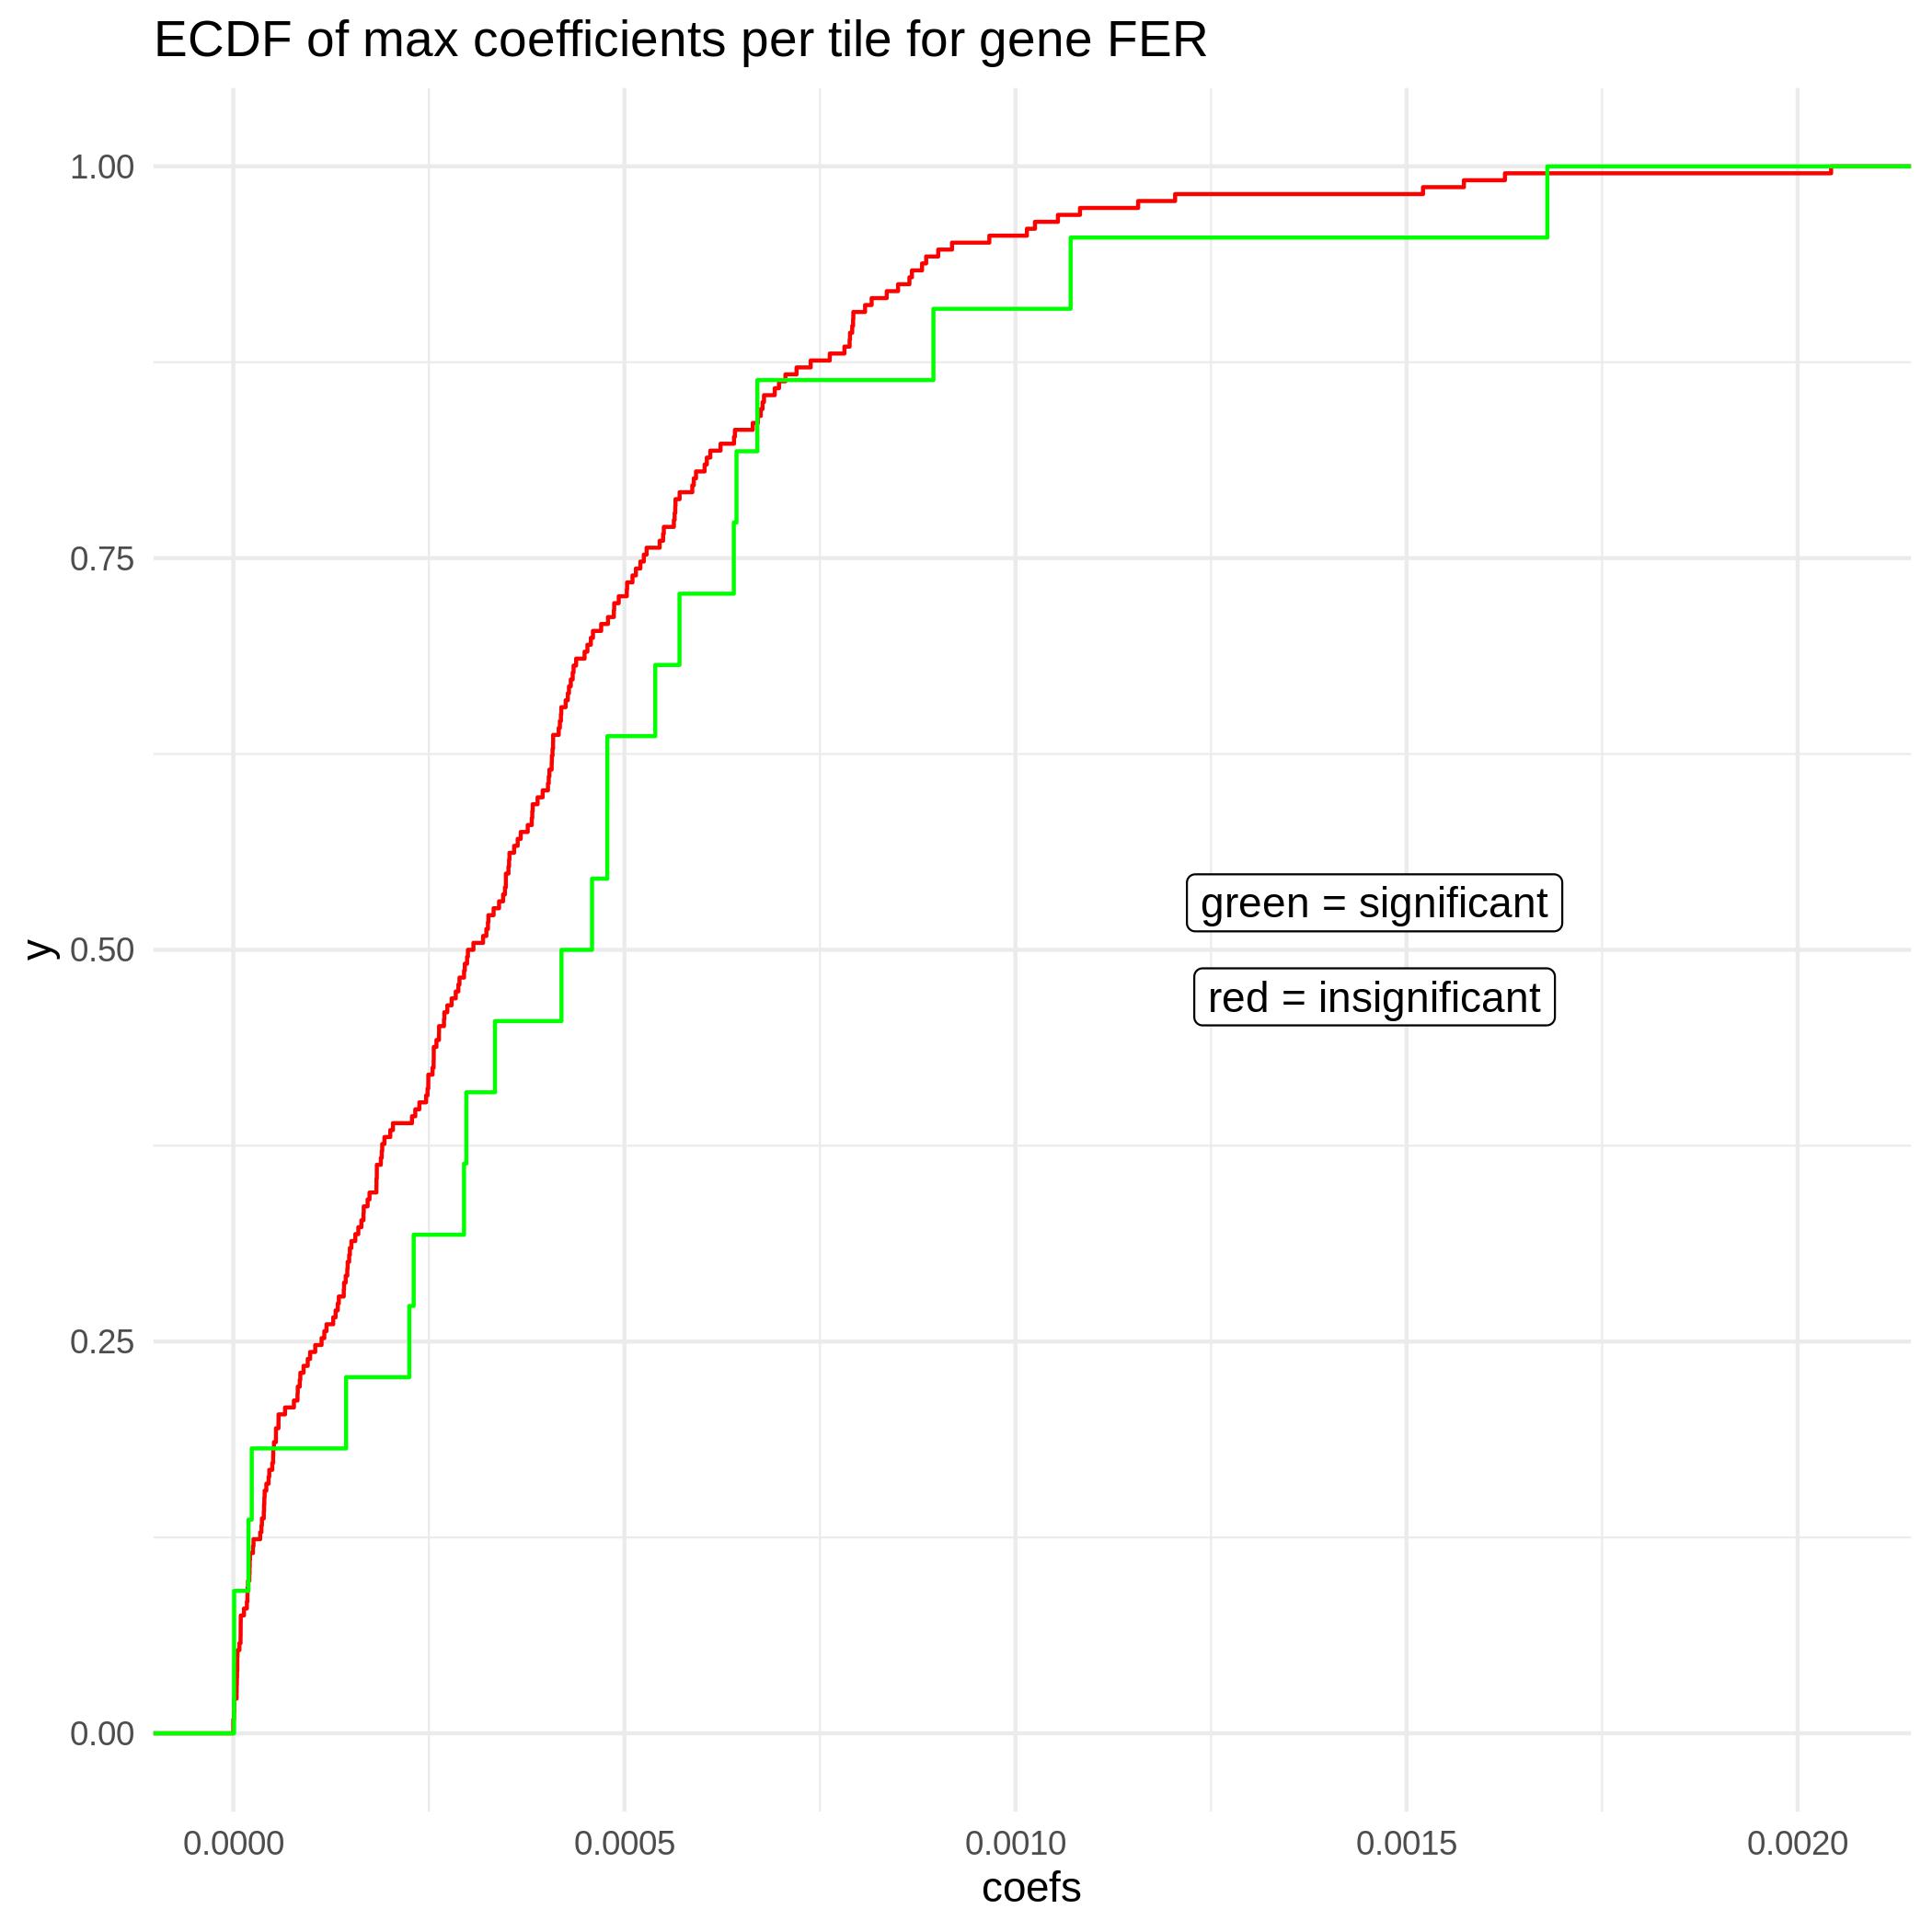 ECDF of max coefficients per tile for gene FER
1.00
0.75
0.50
0.25
0.00
y
green = significant
red = insignificant
0.0000 0.0005 0.0010 0.0015 0.0020
coefs